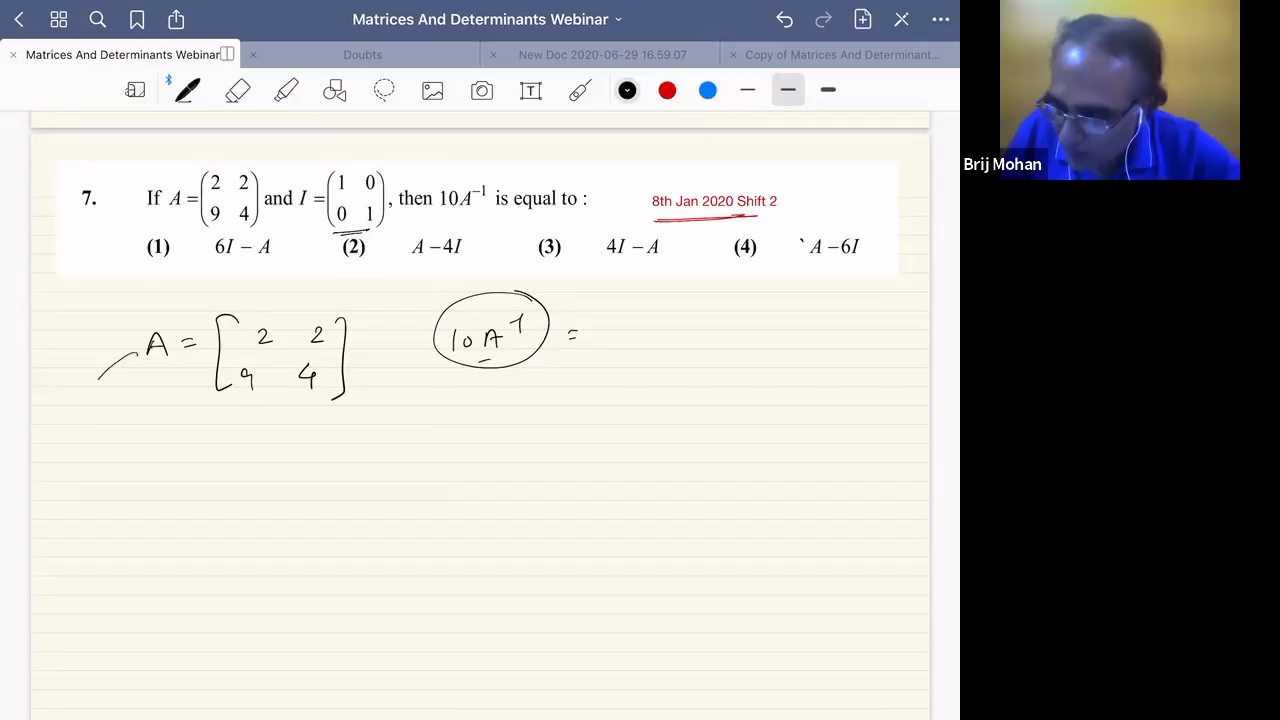 Matrices And Determinants Webinar
Matrices And Determinants Webinar
Doubts
New Doc 2020-06-29 16.59.07
Copy of Matrices And Determinant...
T
Brij Mohan
7. If A = (2 2 9 4) and I = (1 0 0 1), then 10A⁻¹ is equal to :
8th Jan 2020 Shift 2
(1) 6I – A (2) A – 4I (3) 4I – A (4) ` A – 6I
A = [2 2 9 4] 10 A⁻¹ =